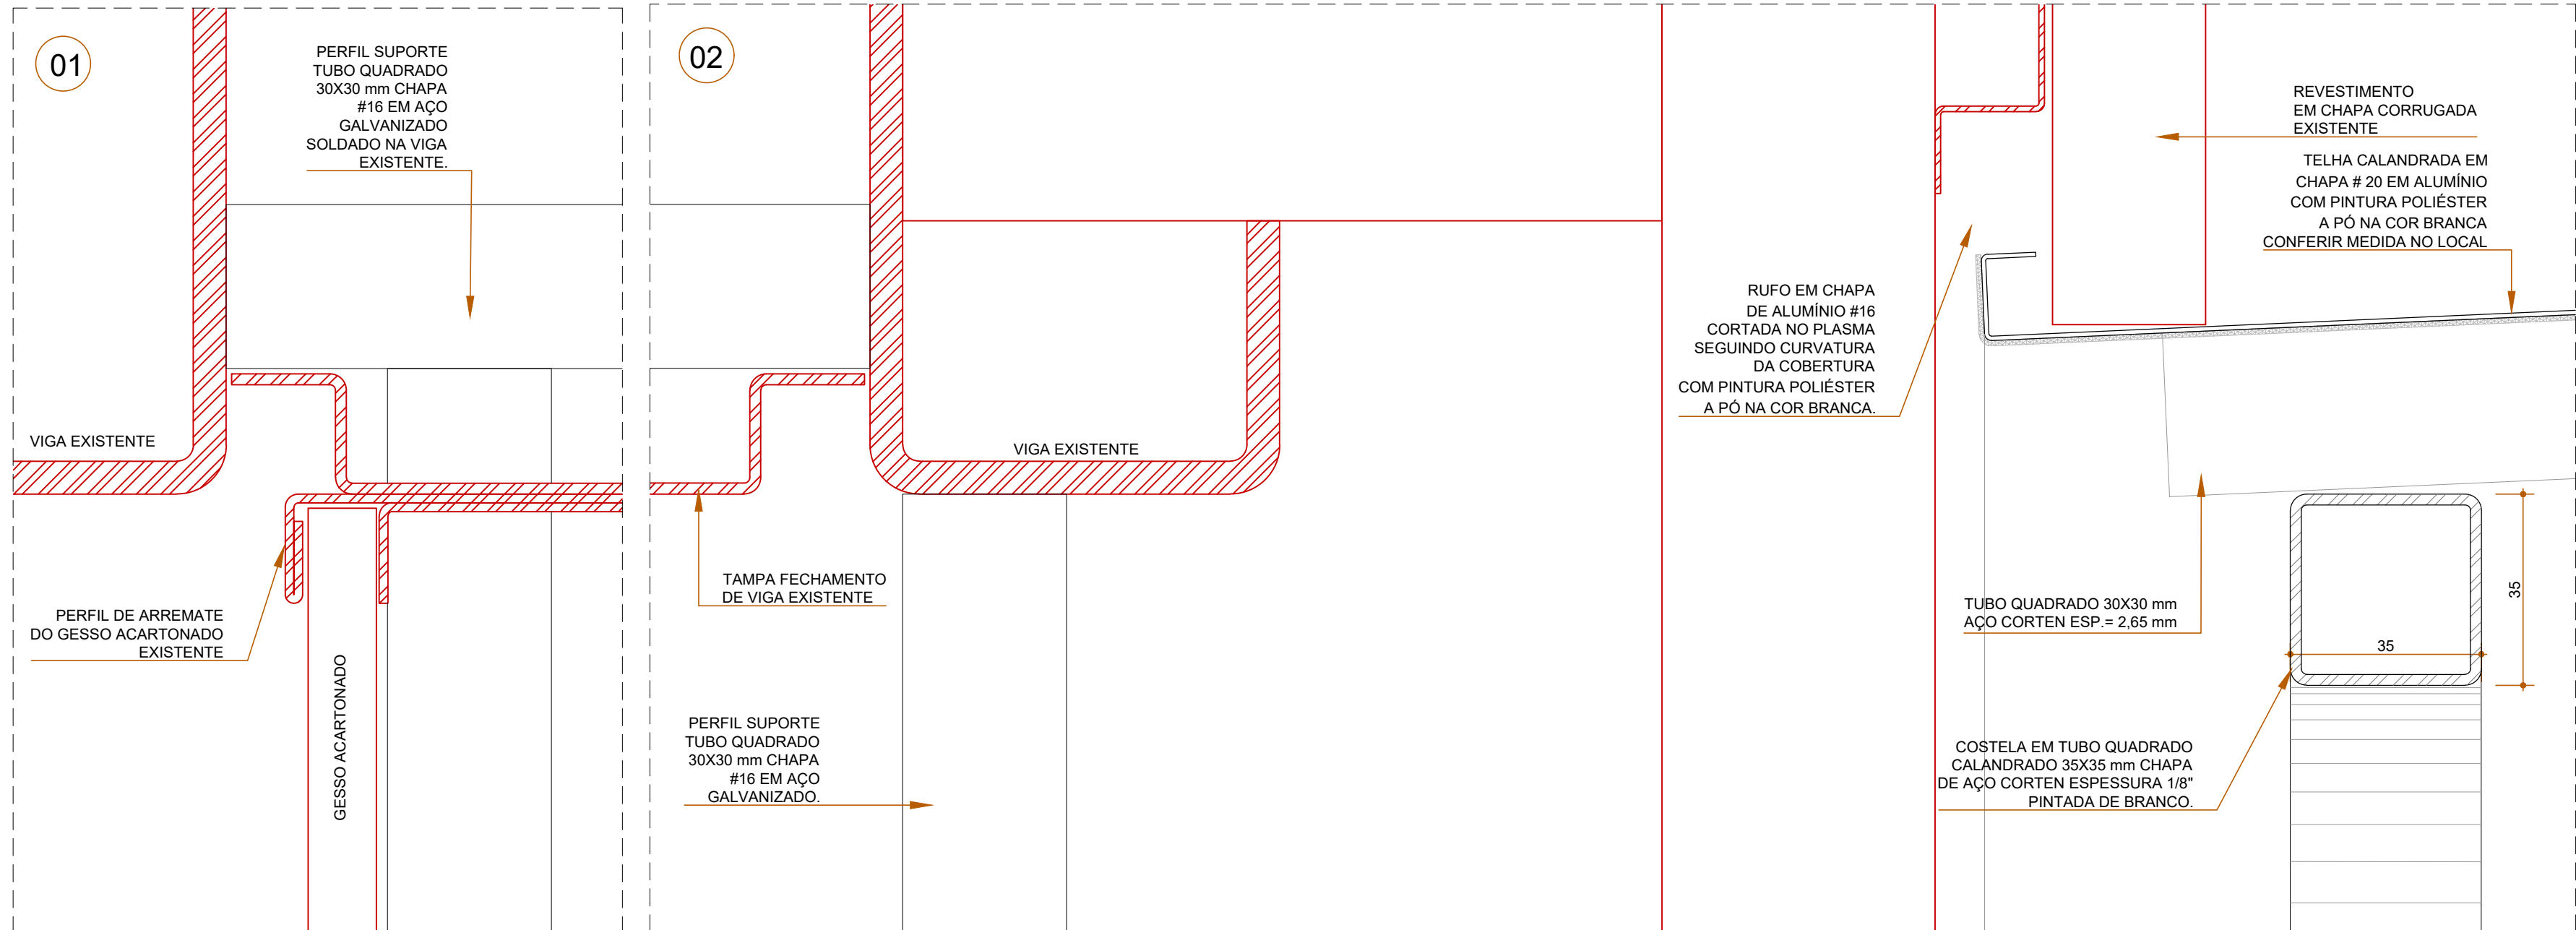 01
PERFIL SUPORTE
TUBO QUADRADO
30X30 mm CHAPA
#16 EM AÇO
GALVANIZADO
SOLDADO NA VIGA
EXISTENTE.
VIGA EXISTENTE
PERFIL DE ARREMATE
DO GESSO ACARTONADO
EXISTENTE
GESSO ACARTONADO
02
VIGA EXISTENTE
TAMPA FECHAMENTO
DE VIGA EXISTENTE
PERFIL SUPORTE
TUBO QUADRADO
30X30 mm CHAPA
#16 EM AÇO
GALVANIZADO.
RUFO EM CHAPA
DE ALUMÍNIO #16
CORTADA NO PLASMA
SEGUINDO CURVATURA
DA COBERTURA
COM PINTURA POLIÉSTER
A PÓ NA COR BRANCA.
REVESTIMENTO
EM CHAPA CORRUGADA
EXISTENTE
TELHA CALANDRADA EM
CHAPA # 20 EM ALUMÍNIO
COM PINTURA POLIÉSTER
A PÓ NA COR BRANCA
CONFERIR MEDIDA NO LOCAL
TUBO QUADRADO 30X30 mm
AÇO CORTEN ESP.= 2,65 mm
35
35
COSTELA EM TUBO QUADRADO
CALANDRADO 35X35 mm CHAPA
DE AÇO CORTEN ESPESSURA 1/8"
PINTADA DE BRANCO.